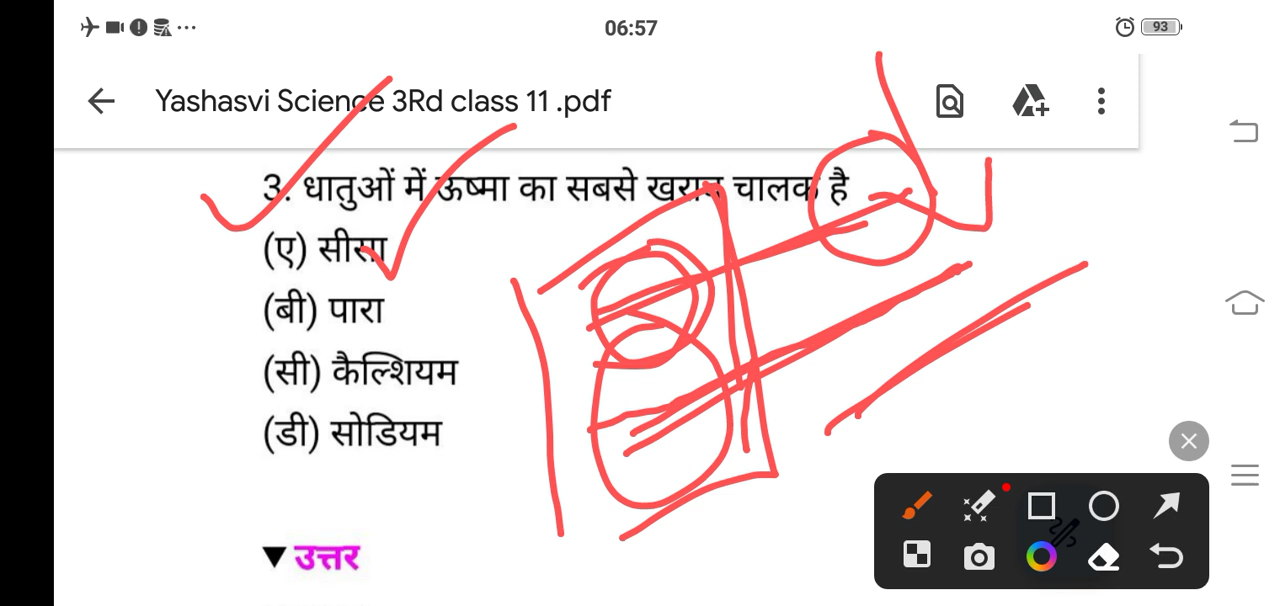 06:57
93
Yashasvi Science 3Rd class 11 .pdf
3. धातुओं में ऊष्मा का सबसे खराब चालक है
(ए) सीसा
(बी) पारा
(सी) कैल्शियम
(डी) सोडियम
▼ उत्तर